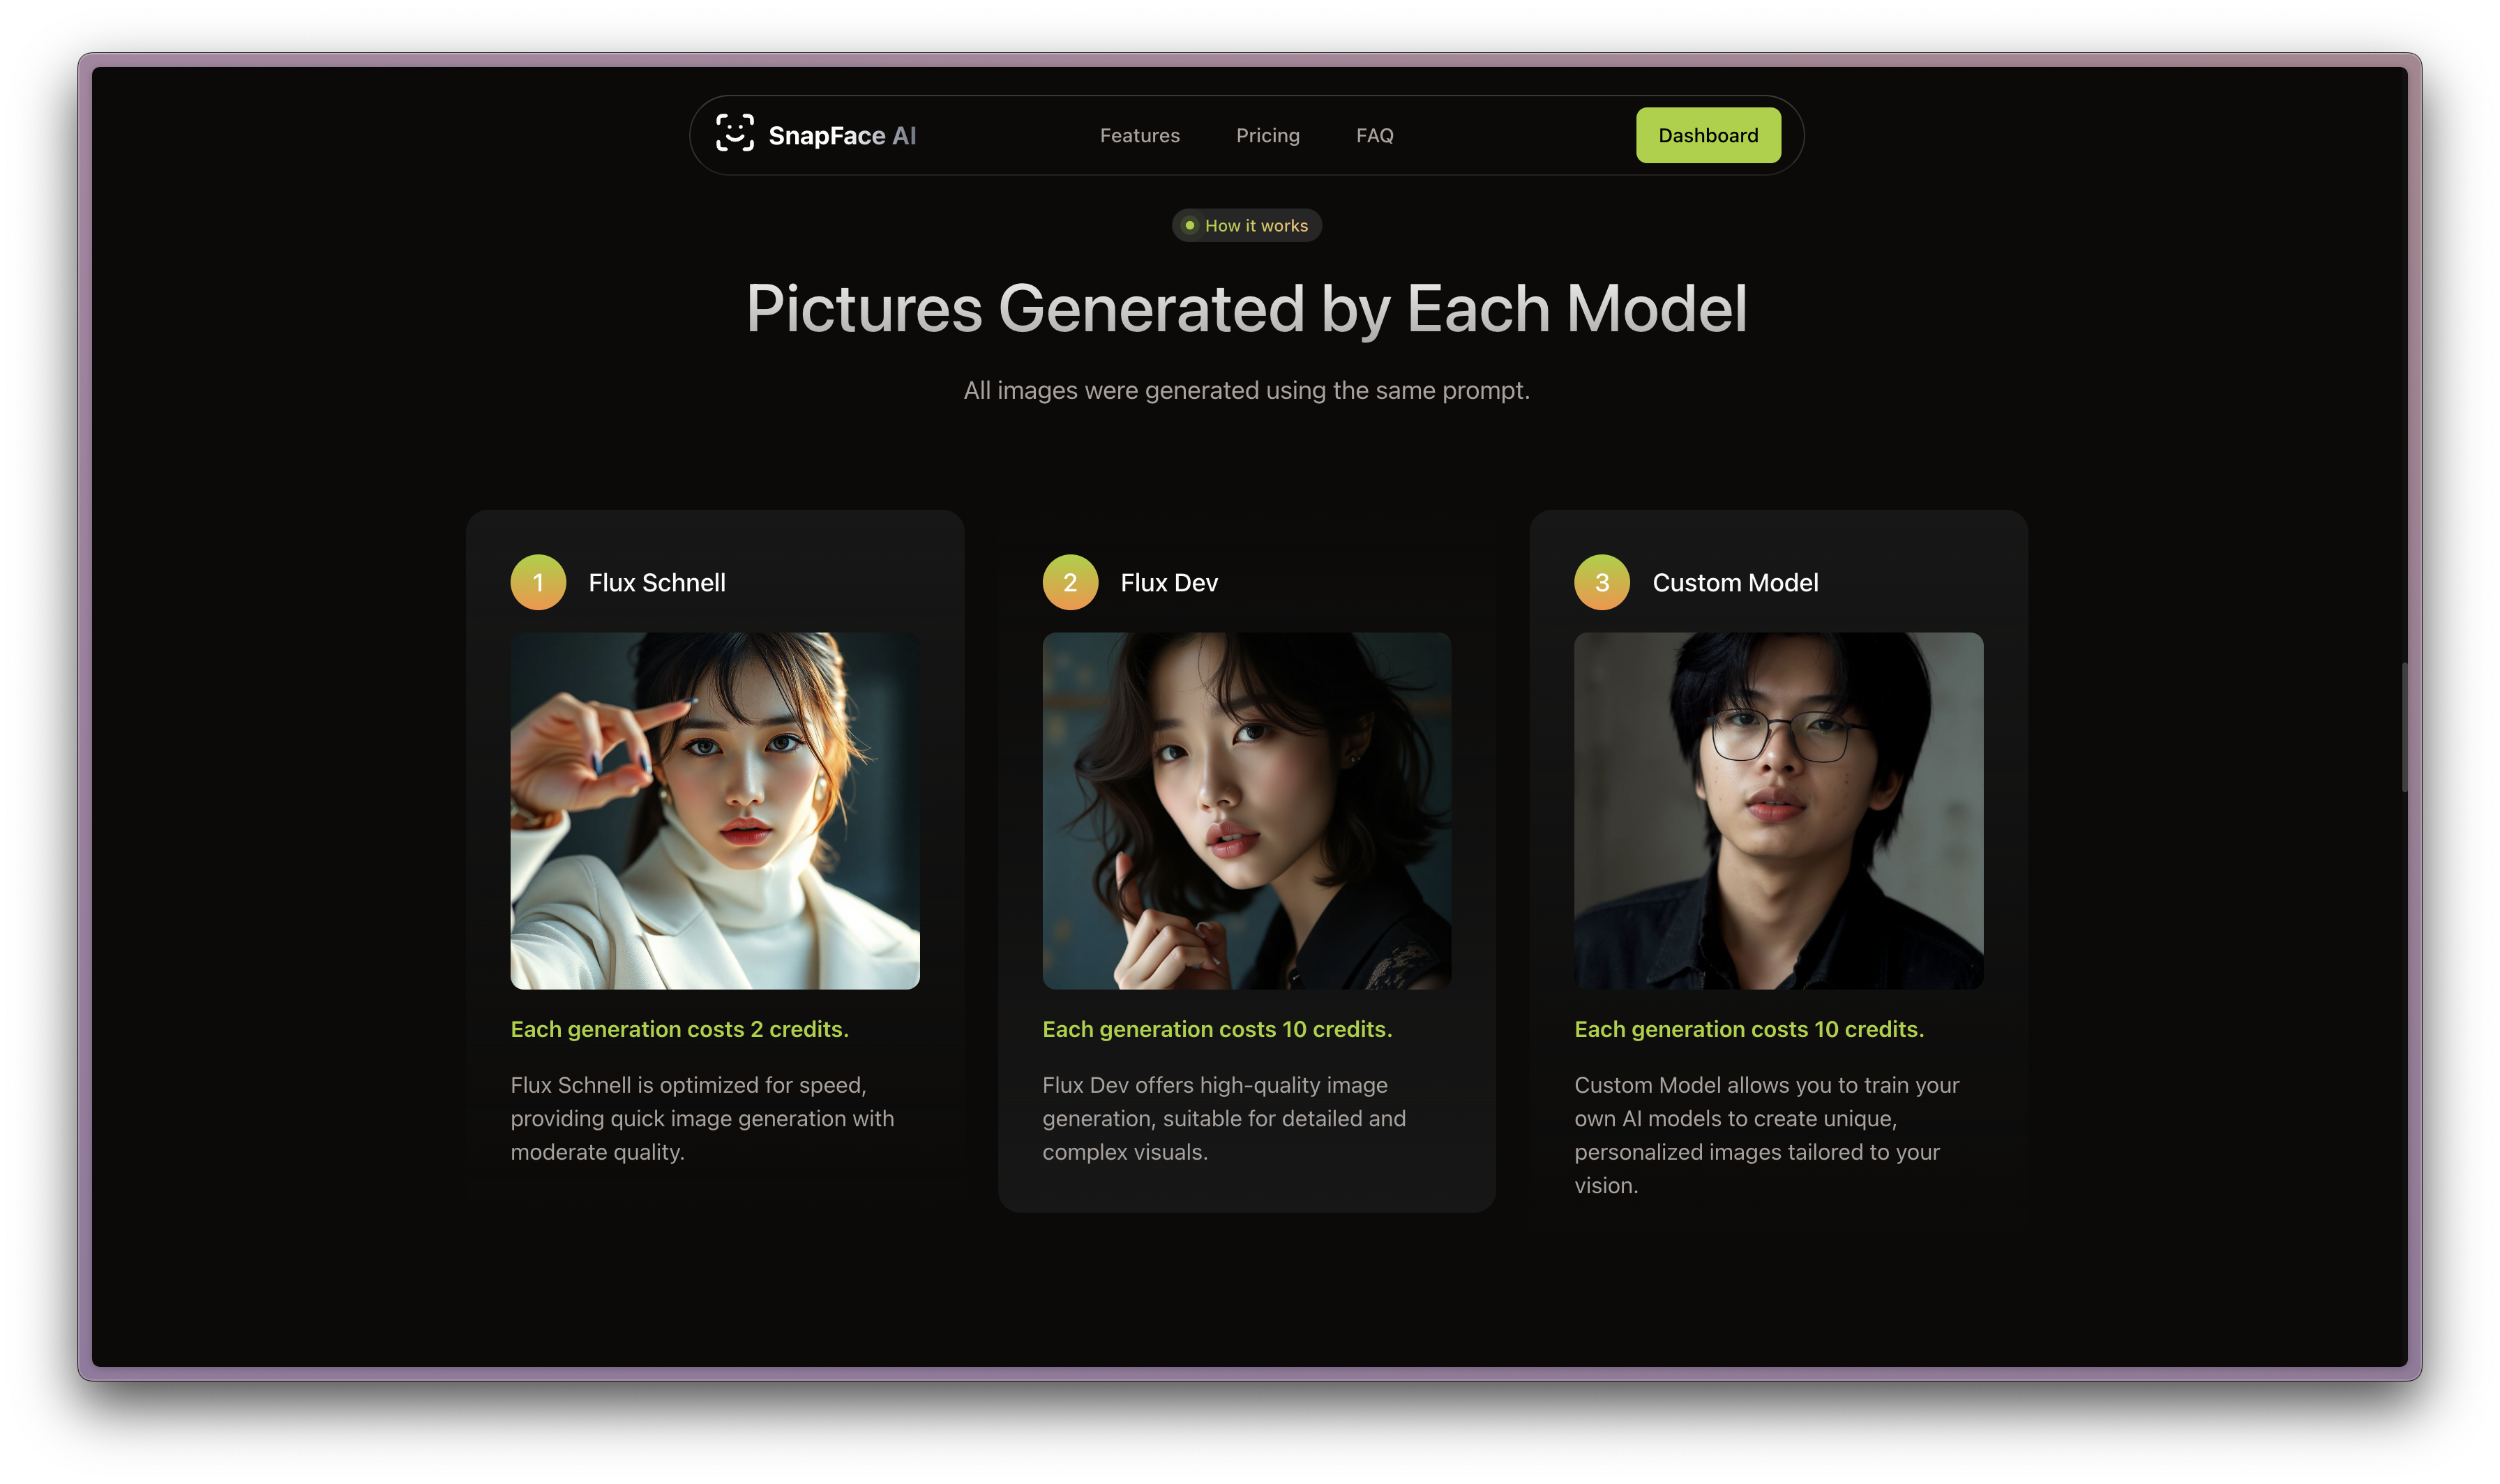 SnapFace AI
Features
Pricing
FAQ
Dashboard
How it works
Pictures Generated by Each Model
All images were generated using the same prompt.
1
Flux Schnell
Each generation costs 2 credits.
Flux Schnell is optimized for speed,
providing quick image generation with
moderate quality.
2
Flux Dev
Each generation costs 10 credits.
Flux Dev offers high-quality image
generation, suitable for detailed and
complex visuals.
3
Custom Model
Each generation costs 10 credits.
Custom Model allows you to train your
own AI models to create unique,
personalized images tailored to your
vision.